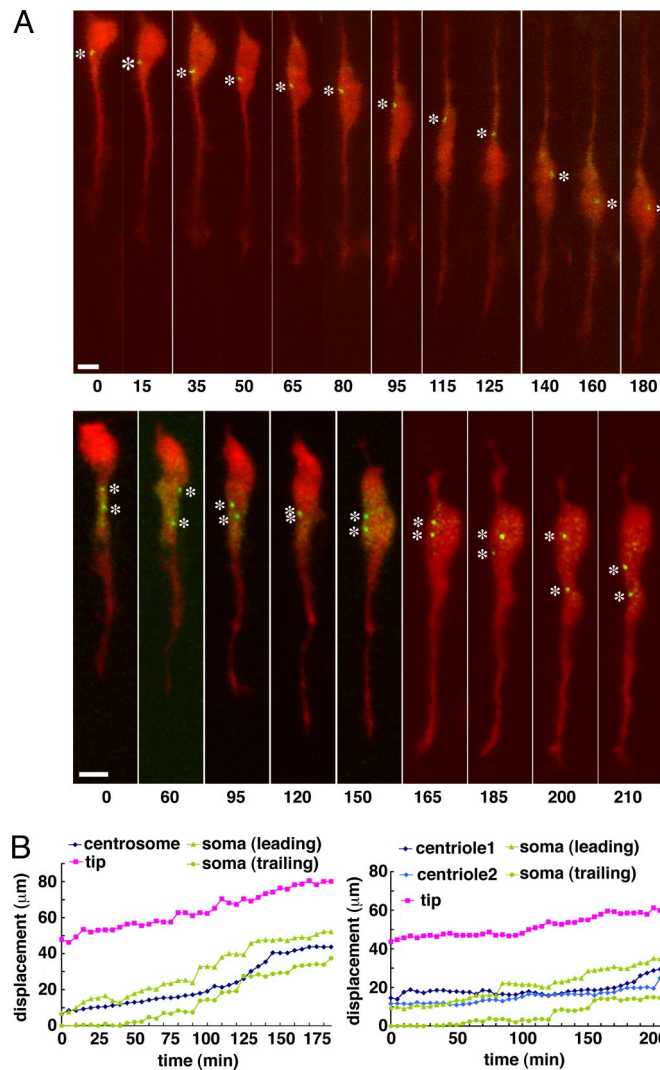 A
* * * * * * * * * * * *
0 15 35 50 65 80 95 115 125 140 160 180
* * * * * * * * *
* * * * * * * * *
0 60 95 120 150 165 185 200 210
B
centrosome soma (leading)
tip soma (trailing)
displacement (μm)
80
60
40
20
0
0 25 50 75 100 125 150 175
time (min)
centriole1 soma (leading)
centriole2 soma (trailing)
tip
displacement (μm)
80
60
40
20
0
0 50 100 150 200
time (min)